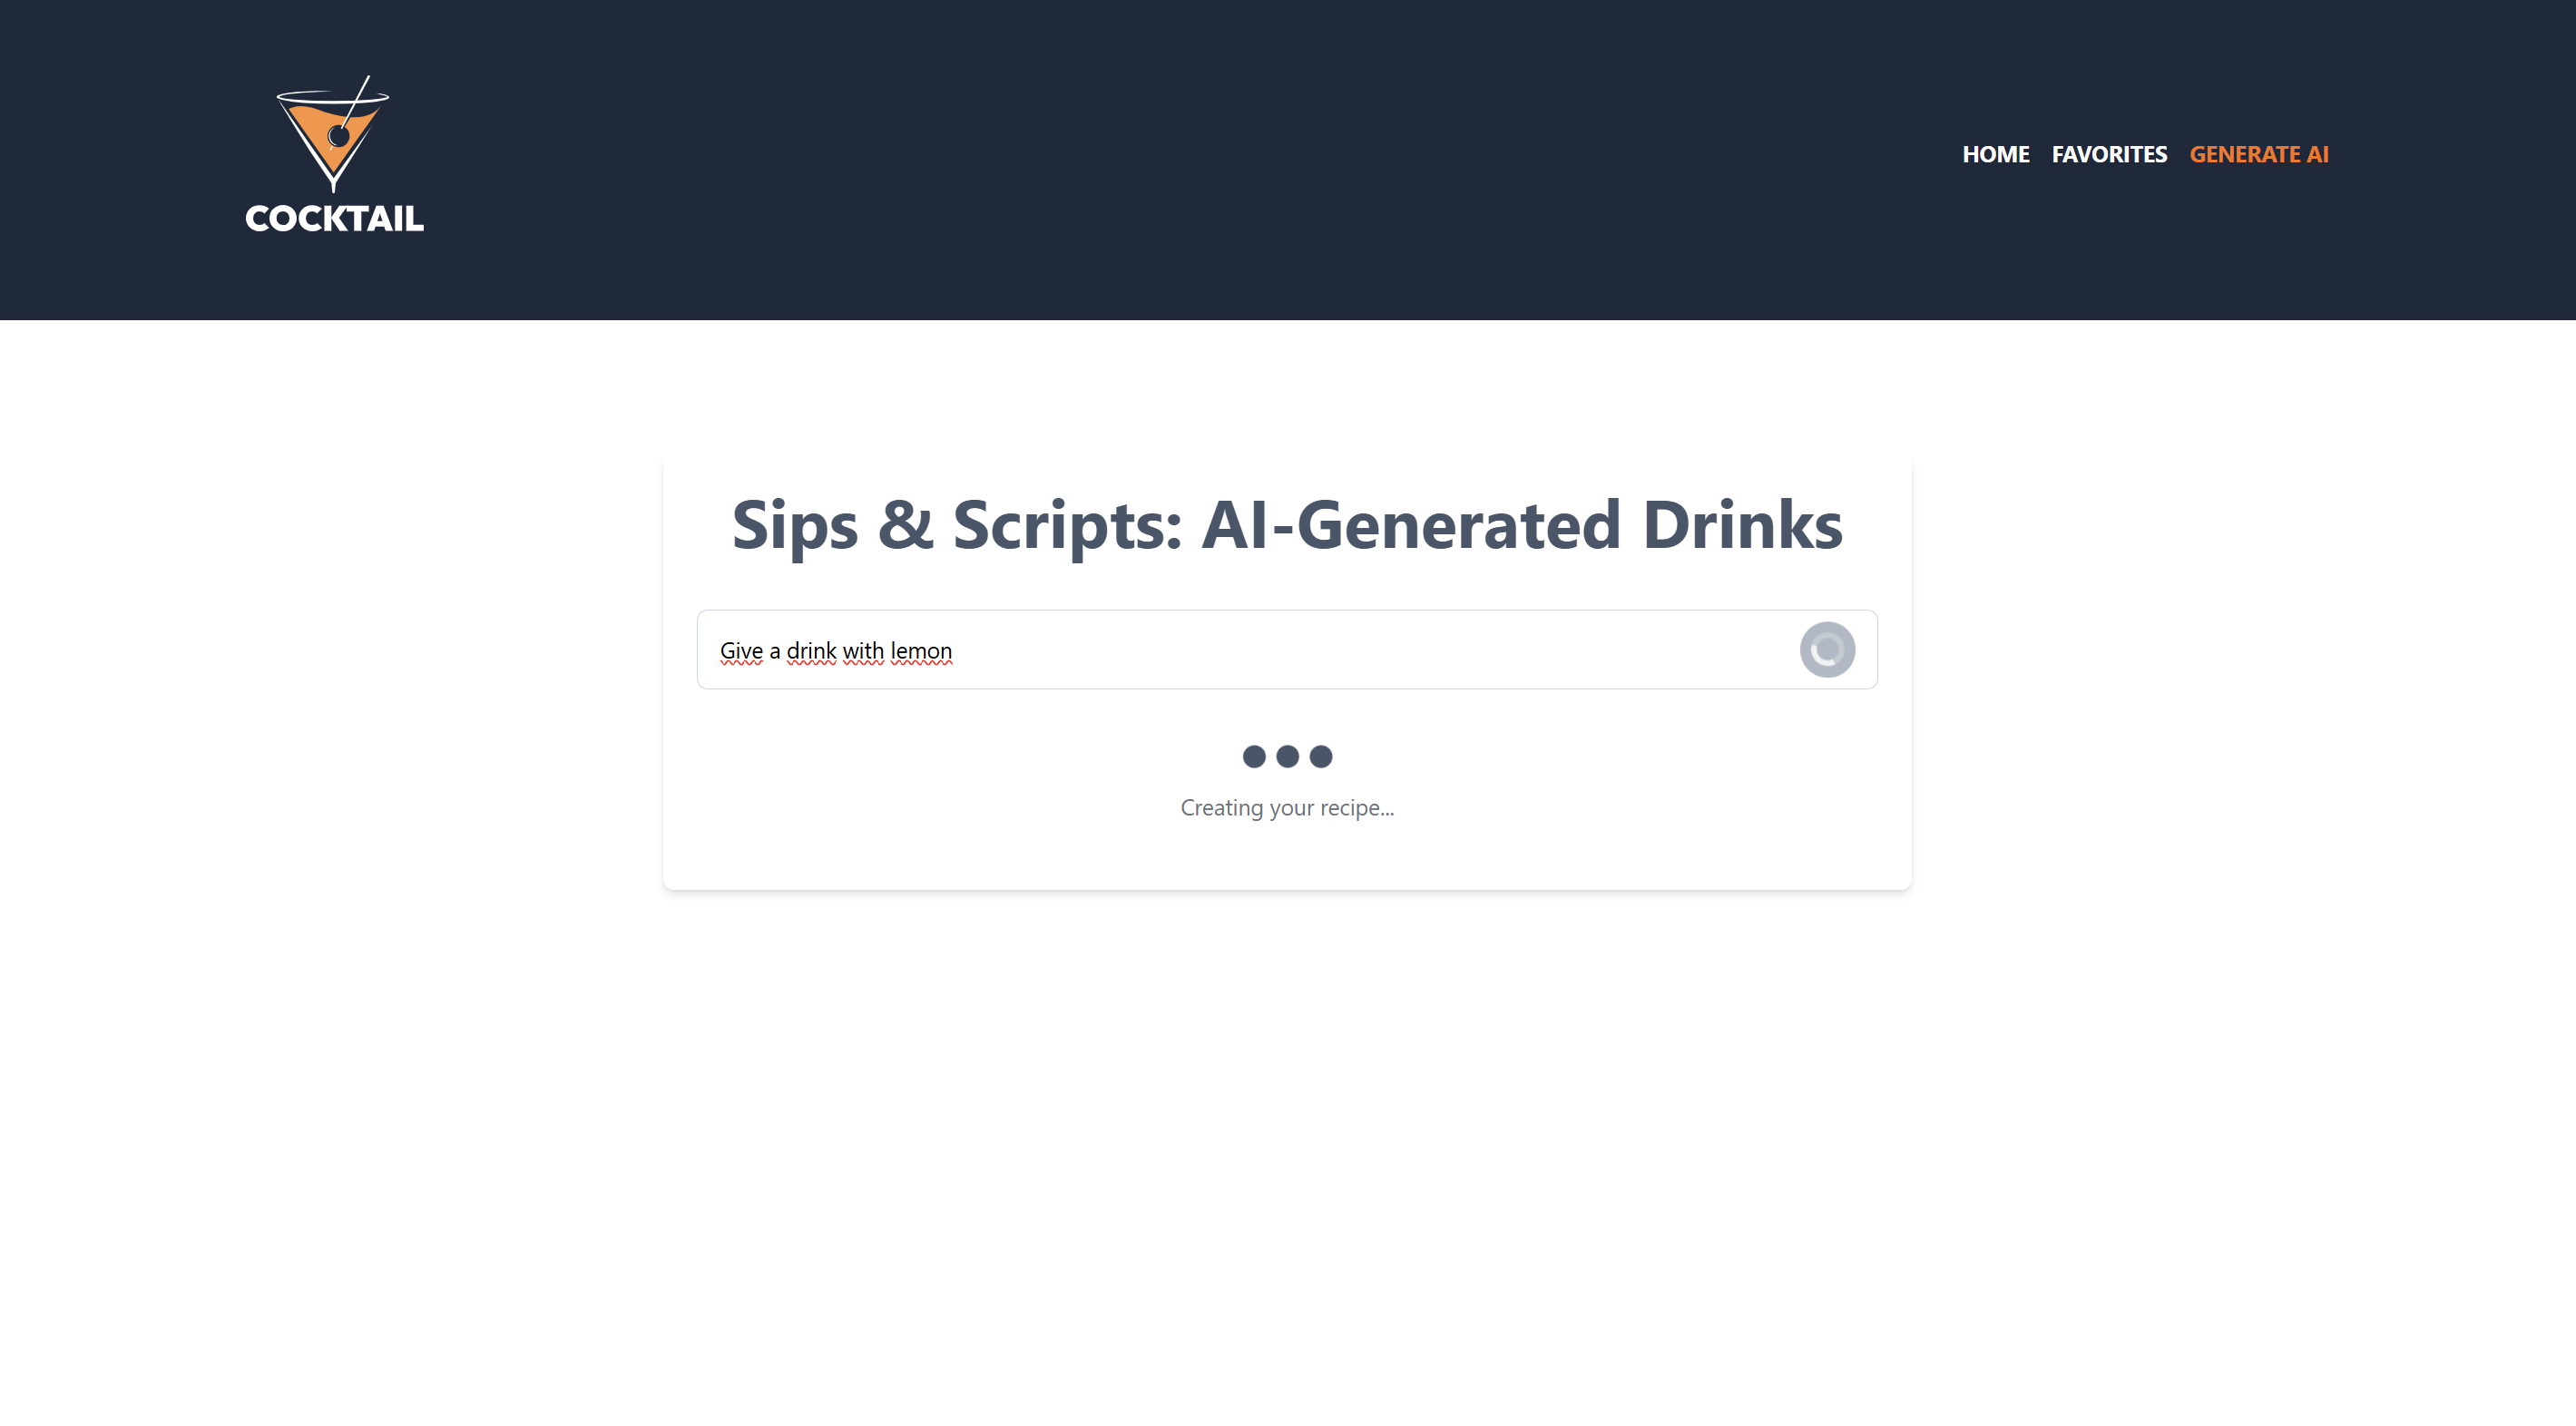 COCKTAIL
HOME FAVORITES GENERATE AI
Sips & Scripts: AI-Generated Drinks
Give a drink with lemon
Creating your recipe...